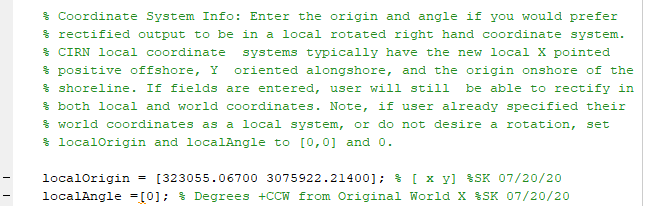 % Coordinate System Info: Enter the origin and angle if you would prefer
% rectified output to be in a local rotated right hand coordinate system.
% CIRN local coordinate  systems typically have the new local X pointed
% positive offshore, Y  oriented alongshore, and the origin onshore of the
% shoreline. If fields are entered, user will still  be able to rectify in
% both local and world coordinates. Note, if user already specified their
% world coordinates as a local system, or do not desire a rotation, set
% localOrigin and localAngle to [0,0] and 0.
localOrigin = [323055.06700 3075922.21400]; % [ x y] %SK 07/20/20
localAngle =[0]; % Degrees +CCW from Original World X %SK 07/20/20